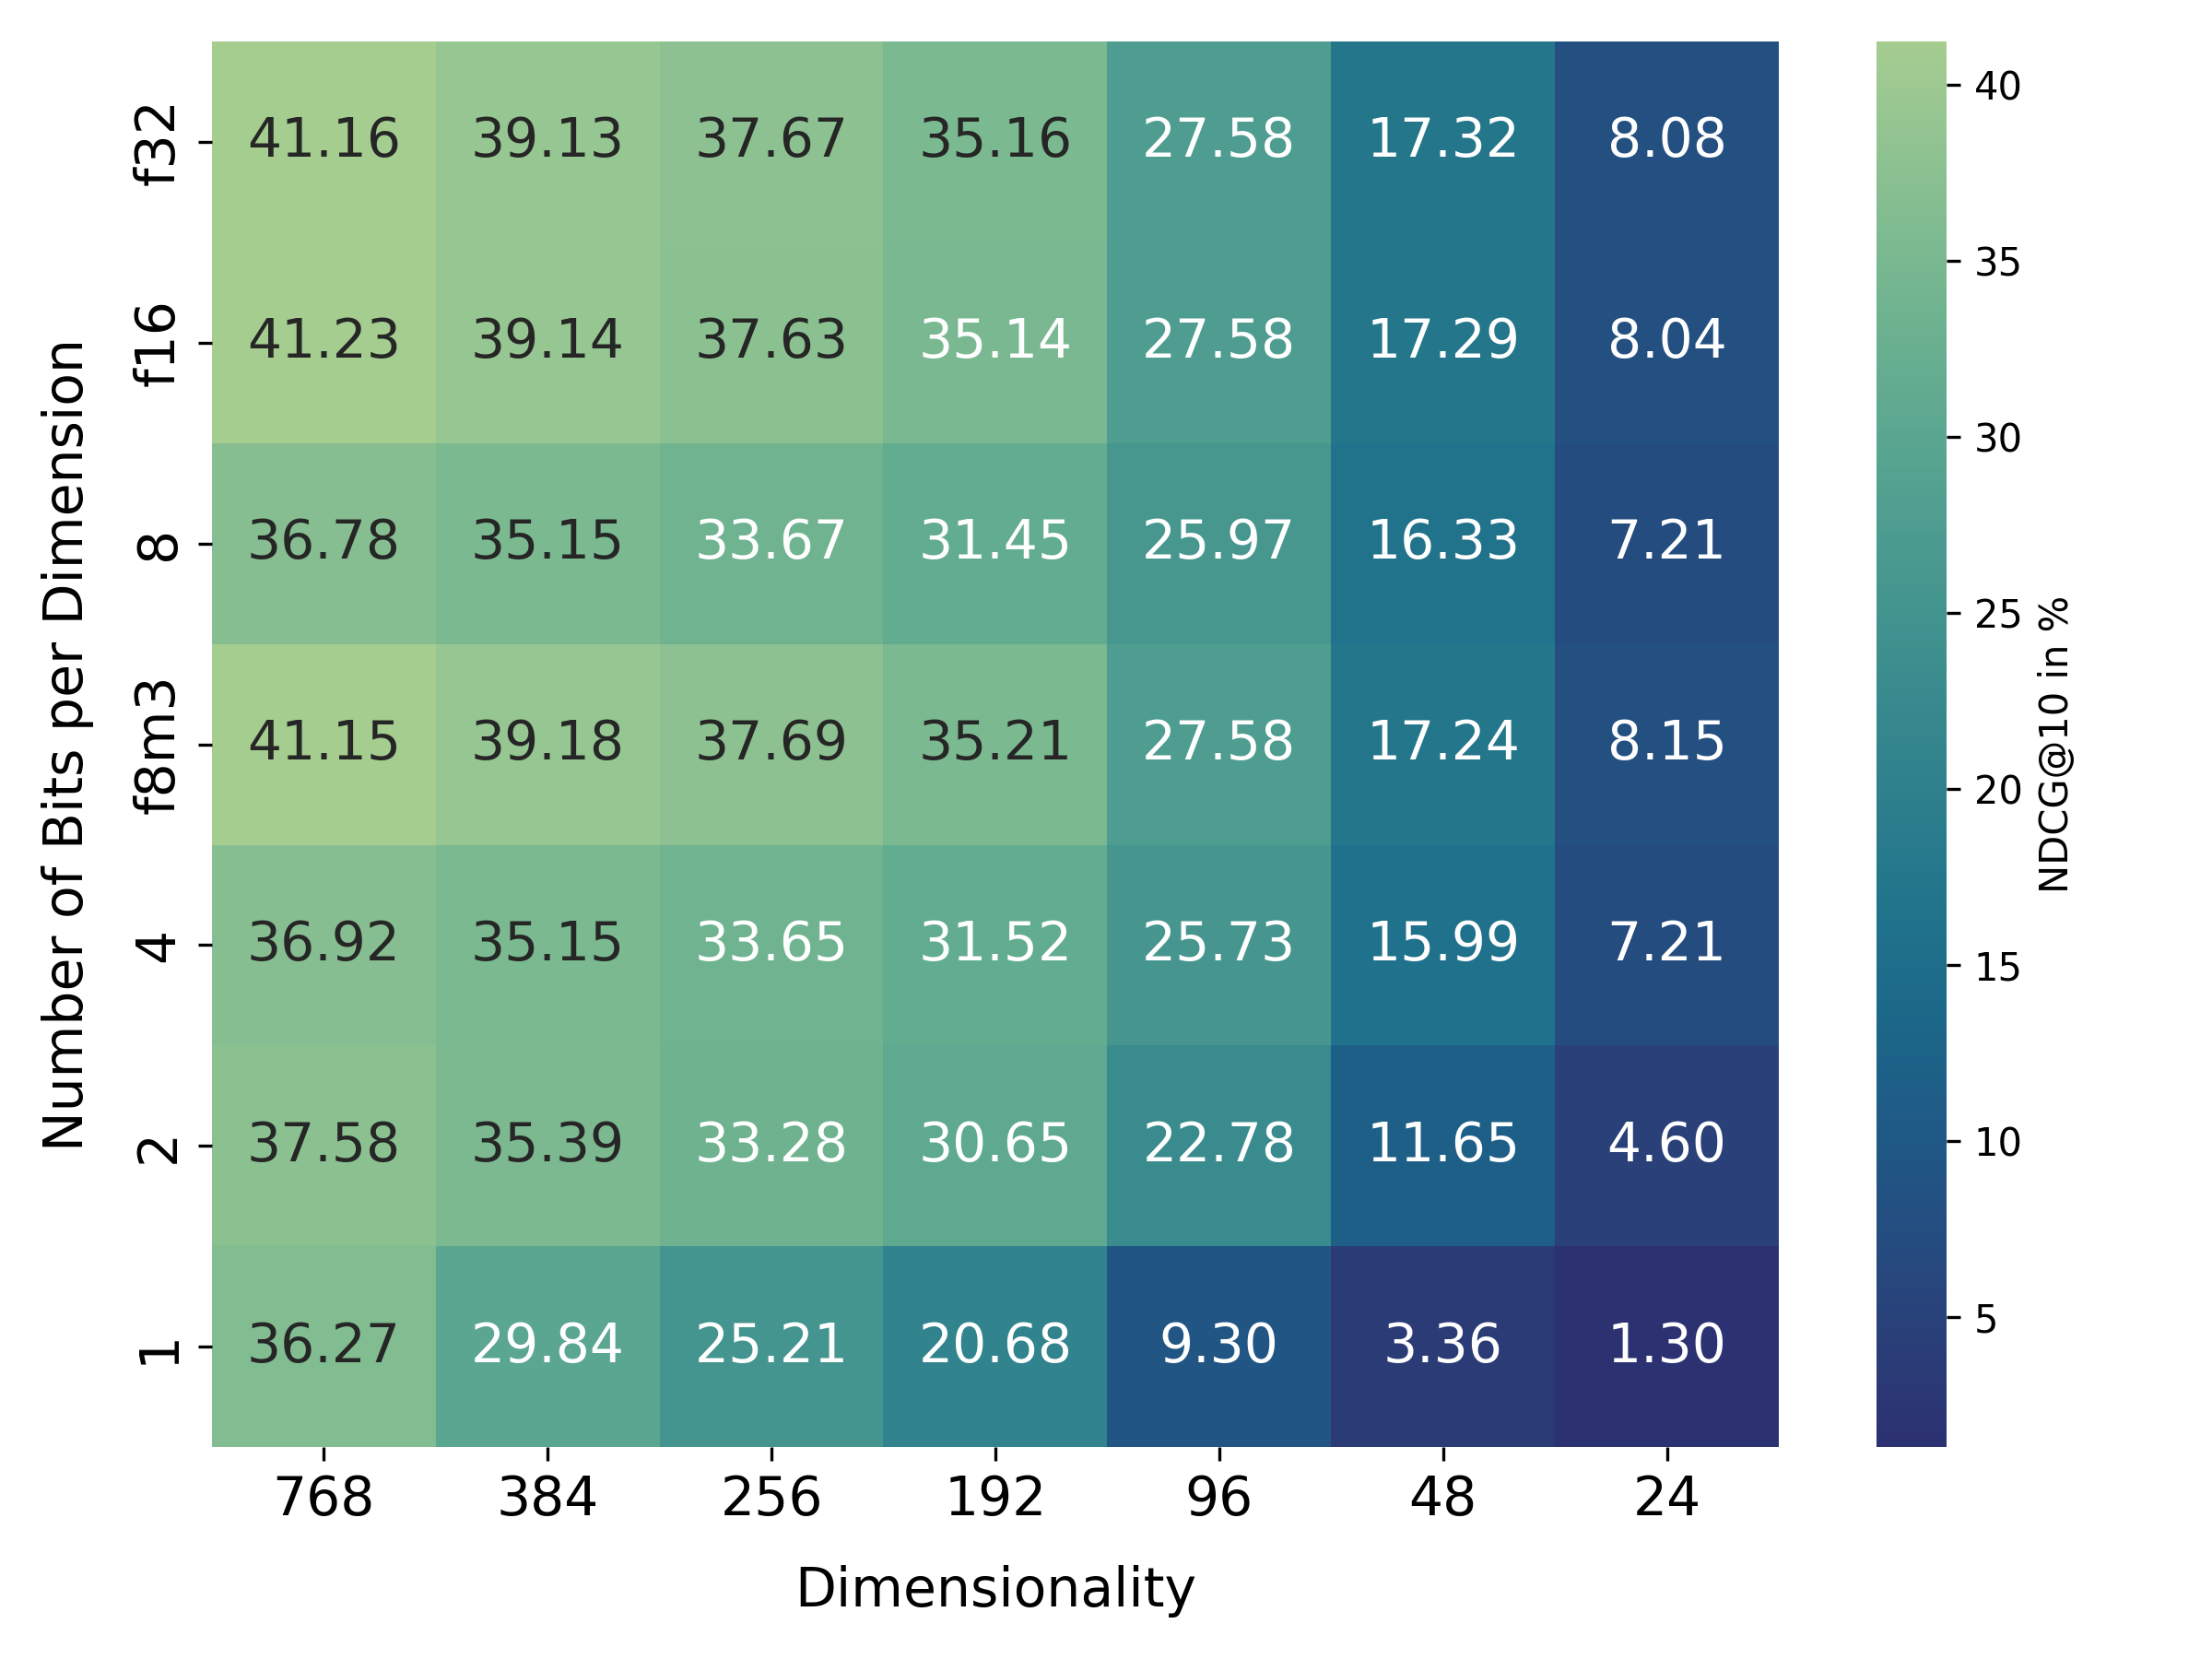 Number of Bits per Dimension
f32 41.16 39.13 37.67 35.16 27.58 17.32 8.08
f16 41.23 39.14 37.63 35.14 27.58 17.29 8.04
8 36.78 35.15 33.67 31.45 25.97 16.33 7.21
f8m3 41.15 39.18 37.69 35.21 27.58 17.24 8.15
4 36.92 35.15 33.65 31.52 25.73 15.99 7.21
2 37.58 35.39 33.28 30.65 22.78 11.65 4.60
1 36.27 29.84 25.21 20.68 9.30 3.36 1.30
768 384 256 192 96 48 24
Dimensionality
40
35
30
25
20
15
10
5
NDCG@10 in %